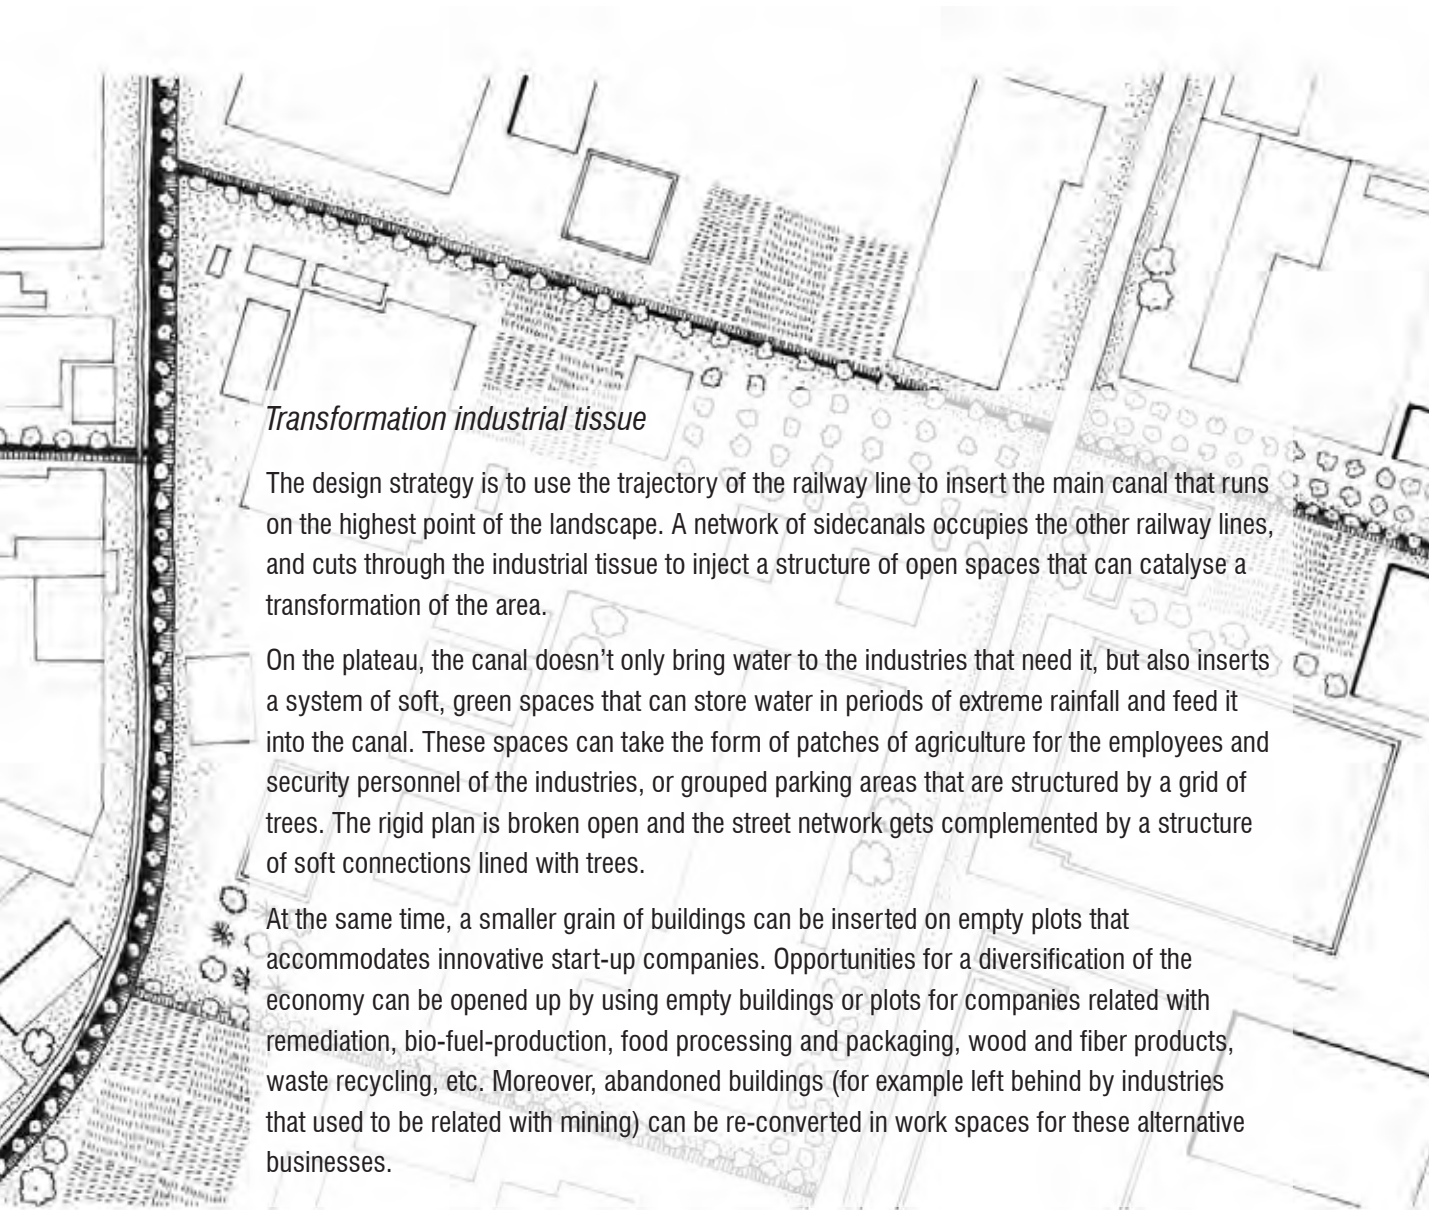 Transformation industrial tissue
The design strategy is to use the trajectory of the railway line to insert the main canal that runs
on the highest point of the landscape. A network of sidecanals occupies the other railway lines,
and cuts through the industrial tissue to inject a structure of open spaces that can catalyse a
transformation of the area.
On the plateau, the canal doesn’t only bring water to the industries that need it, but also inserts
a system of soft, green spaces that can store water in periods of extreme rainfall and feed it
into the canal. These spaces can take the form of patches of agriculture for the employees and
security personnel of the industries, or grouped parking areas that are structured by a grid of
trees. The rigid plan is broken open and the street network gets complemented by a structure
of soft connections lined with trees.
At the same time, a smaller grain of buildings can be inserted on empty plots that
accommodates innovative start-up companies. Opportunities for a diversification of the
economy can be opened up by using empty buildings or plots for companies related with
remediation, bio-fuel-production, food processing and packaging, wood and fiber products,
waste recycling, etc. Moreover, abandoned buildings (for example left behind by industries
that used to be related with mining) can be re-converted in work spaces for these alternative
businesses.